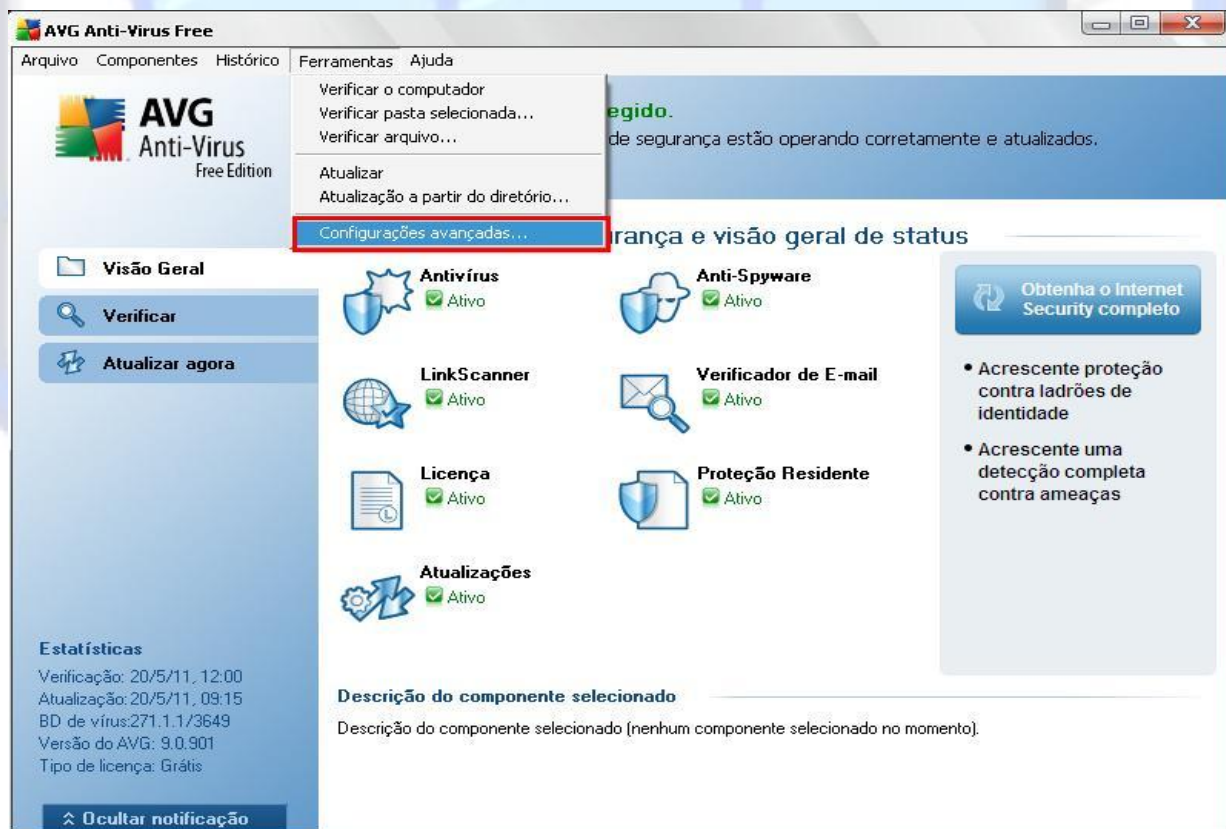 AVG Anti-Virus Free
Arquivo Componentes Histórico Ferramentas Ajuda
AVG
Anti-Virus
Free Edition
Verificar o computador
Verificar pasta selecionada...
Verificar arquivo...
Atualizar
Atualização a partir do diretório...
Configurações avançadas...
egido.
de segurança estão operando corretamente e atualizados.
rança e visão geral de status
Visão Geral
Verificar
Atualizar agora
Antivírus
Ativo
Anti-Spyware
Ativo
LinkScanner
Ativo
Verificador de E-mail
Ativo
Licença
Ativo
Proteção Residente
Ativo
Atualizações
Ativo
Obtenha o Internet
Security completo
• Acrescente proteção
contra ladrões de
identidade
• Acrescente uma
detecção completa
contra ameaças
Estatísticas
Verificação: 20/5/11, 12:00
Atualização: 20/5/11, 09:15
BD de vírus:271.1.1/3649
Versão do AVG: 9.0.901
Tipo de licença: Grátis
Ocultar notificação
Descrição do componente selecionado
Descrição do componente selecionado (nenhum componente selecionado no momento).